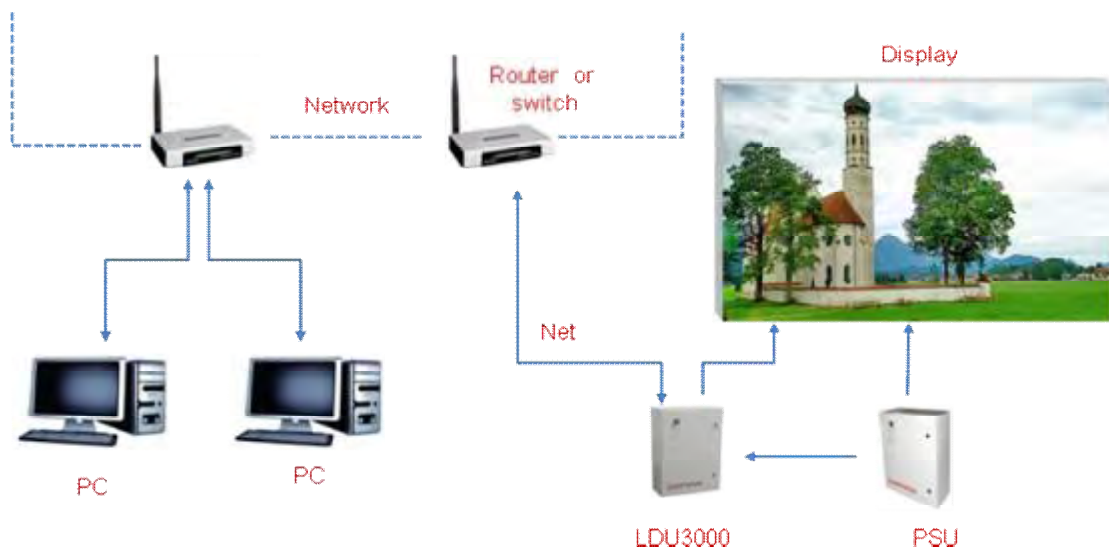 Display
Router or
switch
Network
Net
PC
PC
LDU3000
PSU